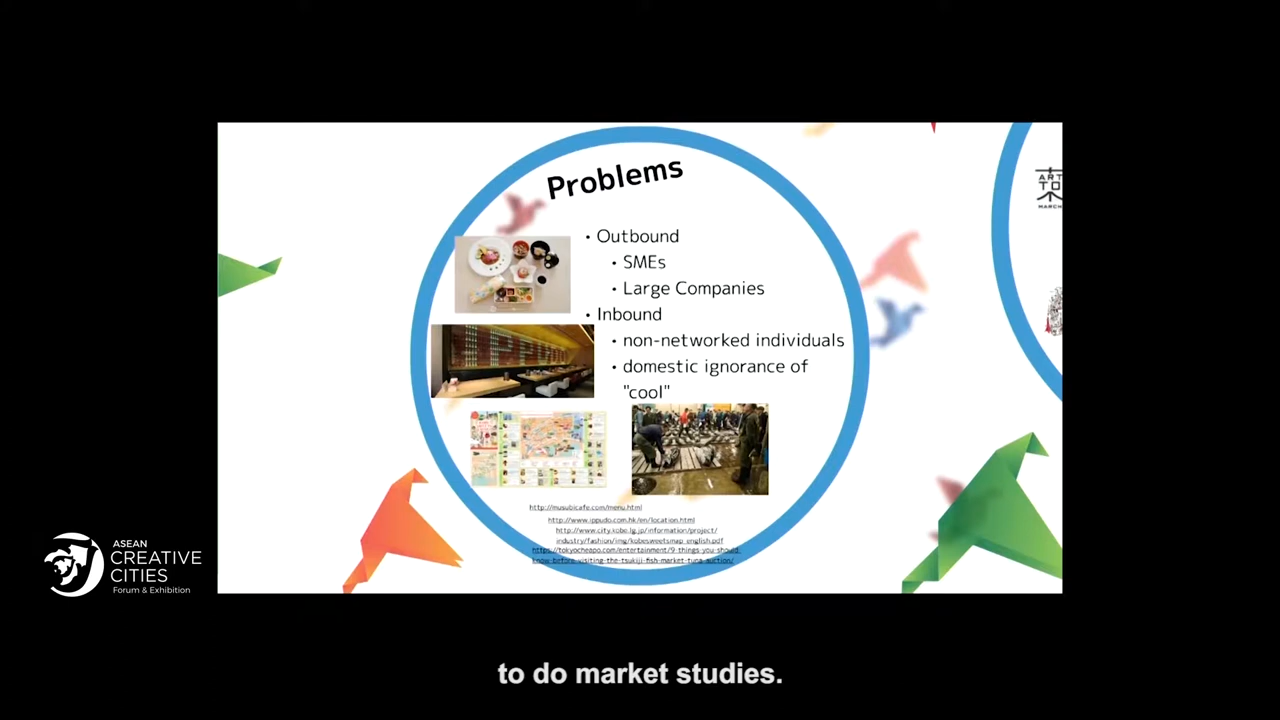 Problems
• Outbound
• SMEs
• Large Companies
• Inbound
• non-networked individuals
• domestic ignorance of
"cool"
http://musubicafe.com/menu.html
http://www.ippudo.com.hk/en/location.html
http://www.city.kobe.lg.jp/information/project/
industry/fashion/img/kobesweetsmap_english.pdf
https://tokyocheapo.com/entertainment/9-things-you-should-
know-before-visiting-the-tsukiji-fish-market-tuna-auction/
ART
TO
MARCH
ASEAN
CREATIVE
CITIES
Forum & Exhibition
to do market studies.